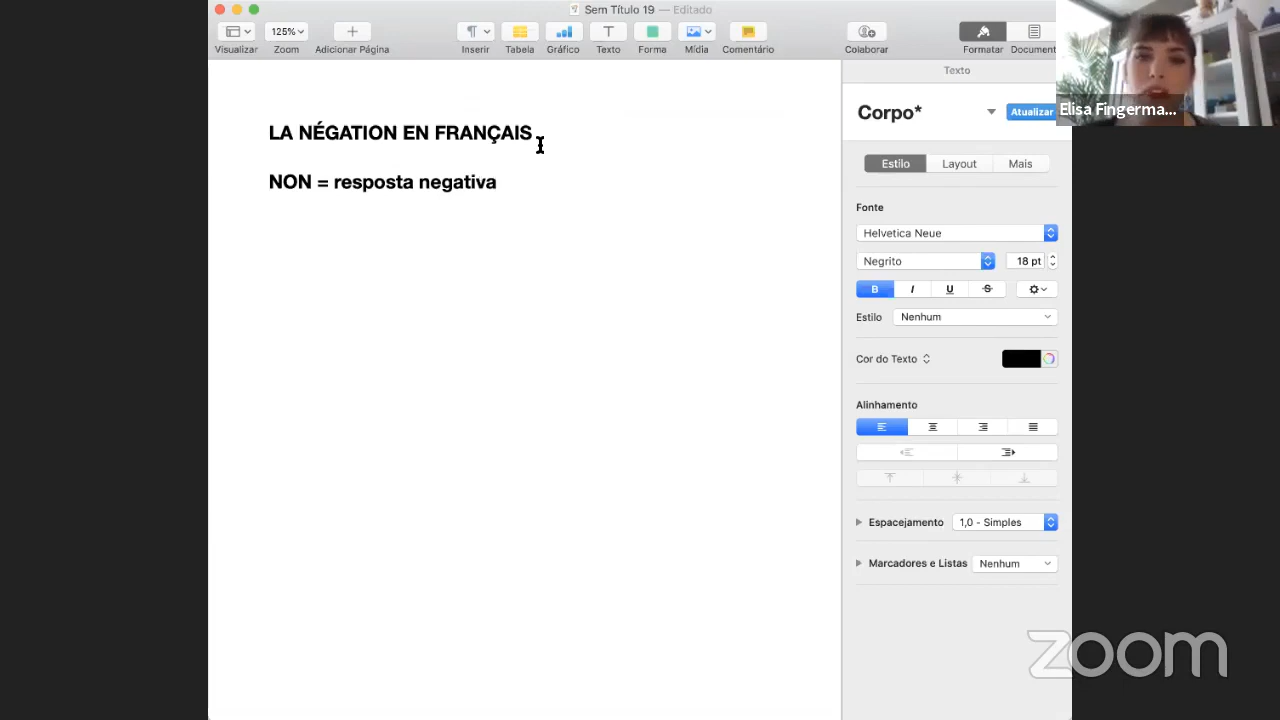 Sem Título 19 — Editado
Visualizar
125%
Zoom
Adicionar Página
Inserir
Tabela
Gráfico
Texto
Forma
Mídia
Comentário
Colaborar
Formatar
Document
Texto
Corpo*
Atualizar
Elisa Fingerma...
LA NÉGATION EN FRANÇAIS
NON = resposta negativa
Estilo
Layout
Mais
Fonte
Helvetica Neue
Negrito
18 pt
B I U S
Estilo
Nenhum
Cor do Texto
Alinhamento
Espacejamento
1,0 - Simples
Marcadores e Listas
Nenhum
zoom